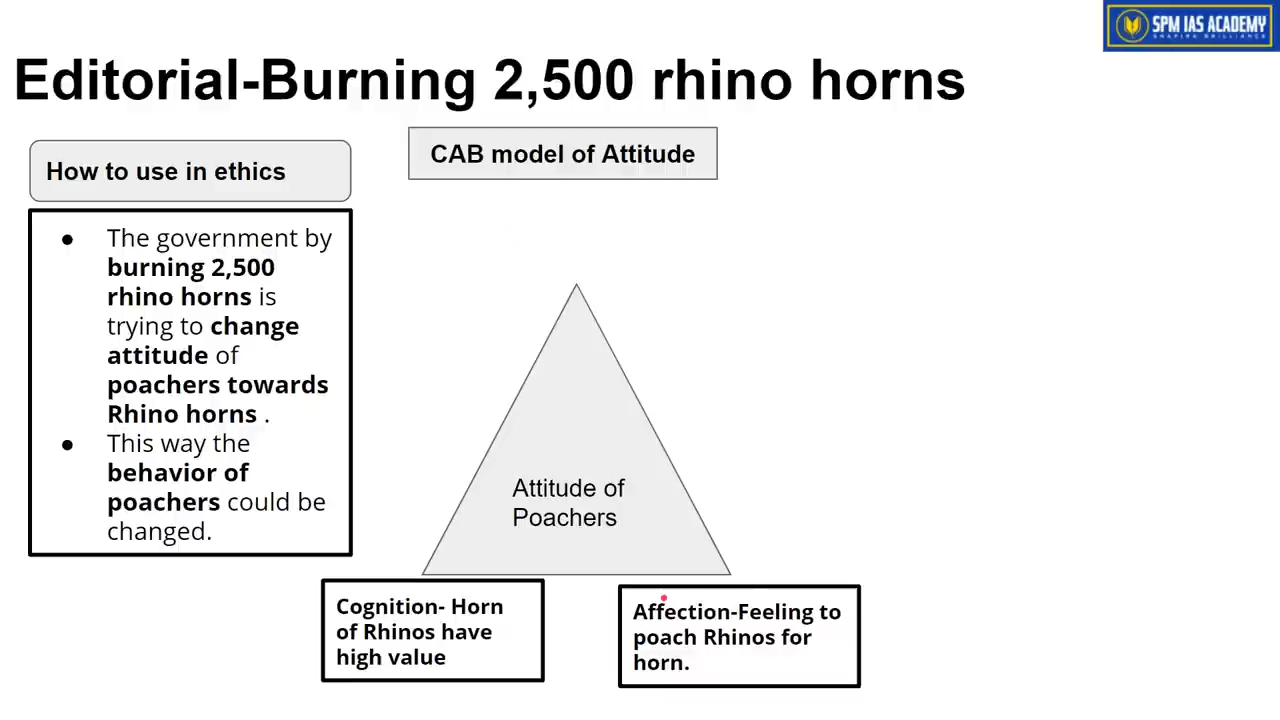 SPM IAS ACADEMY
SHAPING BRILLIANCE
Editorial-Burning 2,500 rhino horns
How to use in ethics
CAB model of Attitude
● The government by
burning 2,500
rhino horns is
trying to change
attitude of
poachers towards
Rhino horns .
● This way the
behavior of
poachers could be
changed.
Attitude of
Poachers
Cognition- Horn
of Rhinos have
high value
Affection-Feeling to
poach Rhinos for
horn.